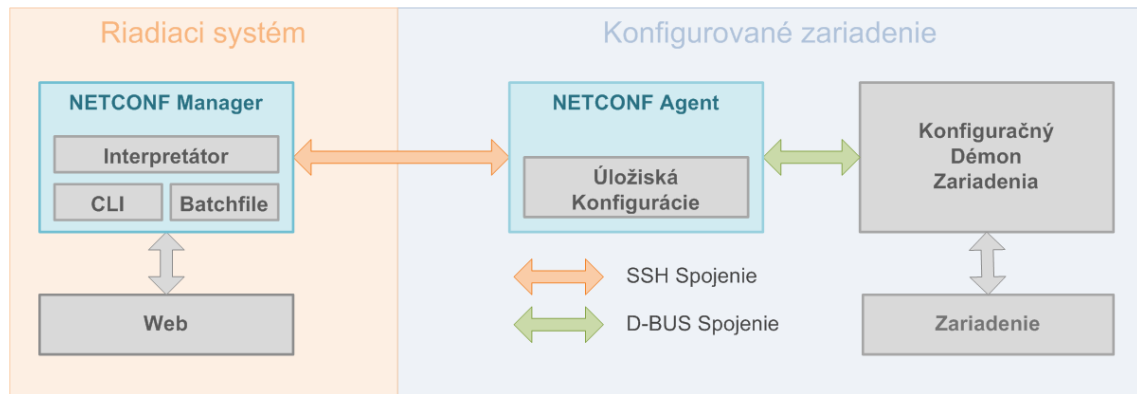 Riadiaci systém
Konfigurované zariadenie
NETCONF Manager
Interpretátor
CLI
Batchfile
Web
NETCONF Agent
Úložiská
Konfigurácie
Konfiguračný
Démon
Zariadenia
SSH Spojenie
D-BUS Spojenie
Zariadenie